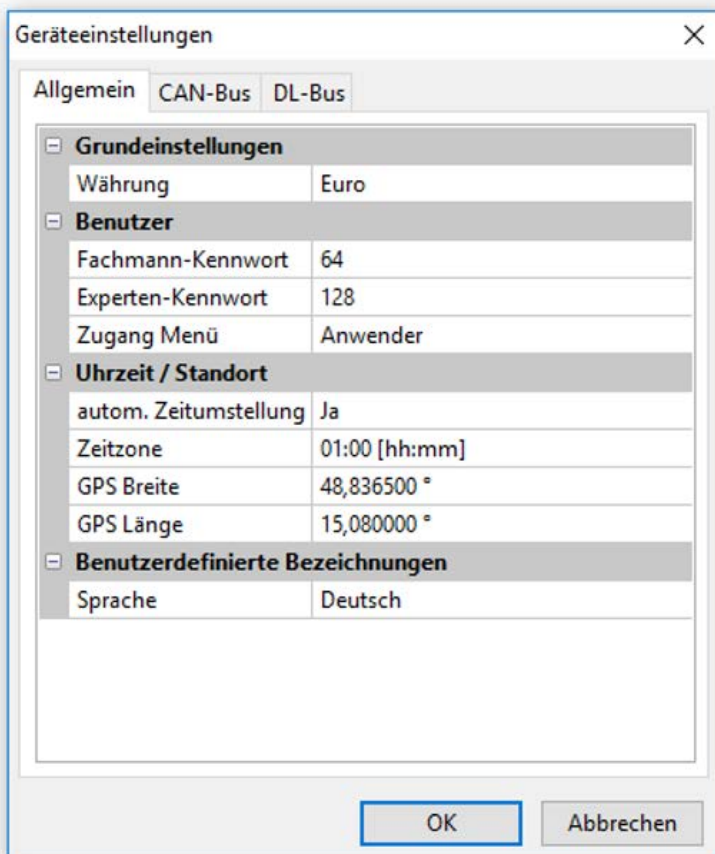 Geräteeinstellungen
Allgemein CAN-Bus DL-Bus
Grundeinstellungen
Währung Euro
Benutzer
Fachmann-Kennwort 64
Experten-Kennwort 128
Zugang Menü Anwender
Uhrzeit / Standort
autom. Zeitumstellung Ja
Zeitzone 01:00 [hh:mm]
GPS Breite 48,836500 °
GPS Länge 15,080000 °
Benutzerdefinierte Bezeichnungen
Sprache Deutsch
OK Abbrechen